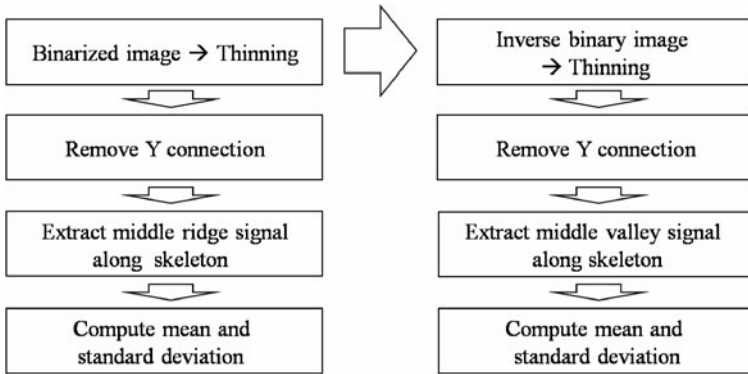 Binarized image → Thinning
Remove Y connection
Extract middle ridge signal
along skeleton
Compute mean and
standard deviation
Inverse binary image
→ Thinning
Remove Y connection
Extract middle valley signal
along skeleton
Compute mean and
standard deviation